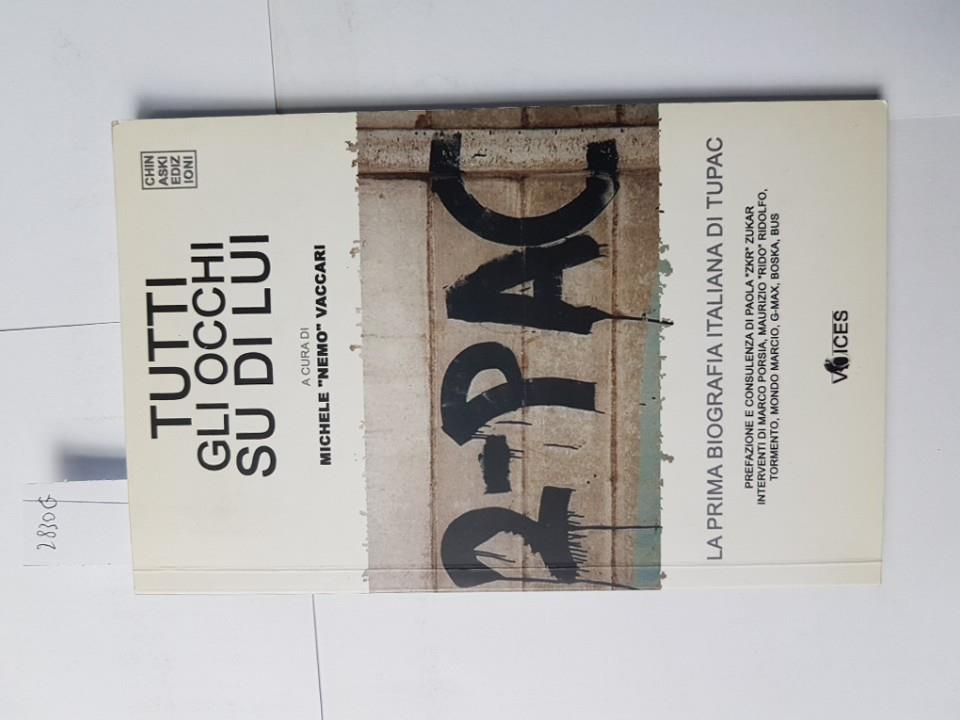 CHIN
ASKI
EDIZ
IONI
TUTTI
GLI OCCHI
SU DI LUI
A CURA DI
MICHELE "NEMO" VACCARI
2-PAC
LA PRIMA BIOGRAFIA ITALIANA DI TUPAC
PREFAZIONE E CONSULENZA DI PAOLA "ZKR" ZUKAR
INTERVENTI DI MARCO PORSIA, MAURIZIO "RIDO" RIDOLFO,
TORMENTO, MONDO MARCIO, G-MAX, BOSKA, BUS
VOICES
2830G